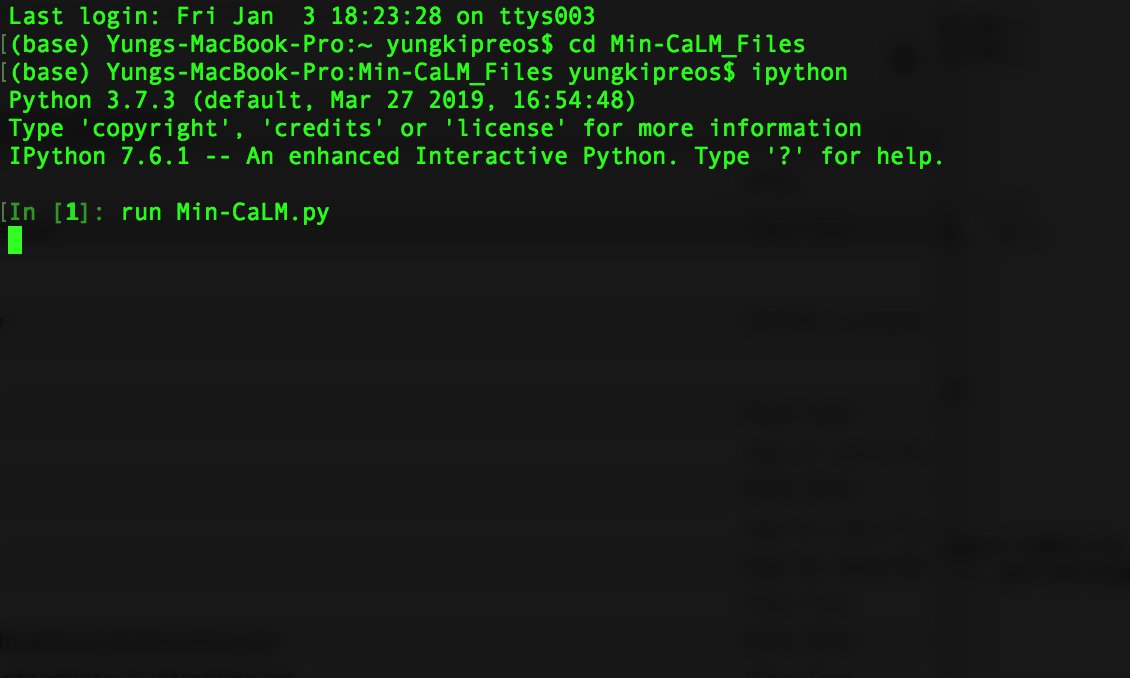 Last login: Fri Jan  3 18:23:28 on ttys003
[(base) Yungs-MacBook-Pro:~ yungkipreos$ cd Min-CaLM_Files
[(base) Yungs-MacBook-Pro:Min-CaLM_Files yungkipreos$ ipython
Python 3.7.3 (default, Mar 27 2019, 16:54:48)
Type 'copyright', 'credits' or 'license' for more information
IPython 7.6.1 -- An enhanced Interactive Python. Type '?' for help.
[In [1]: run Min-CaLM.py